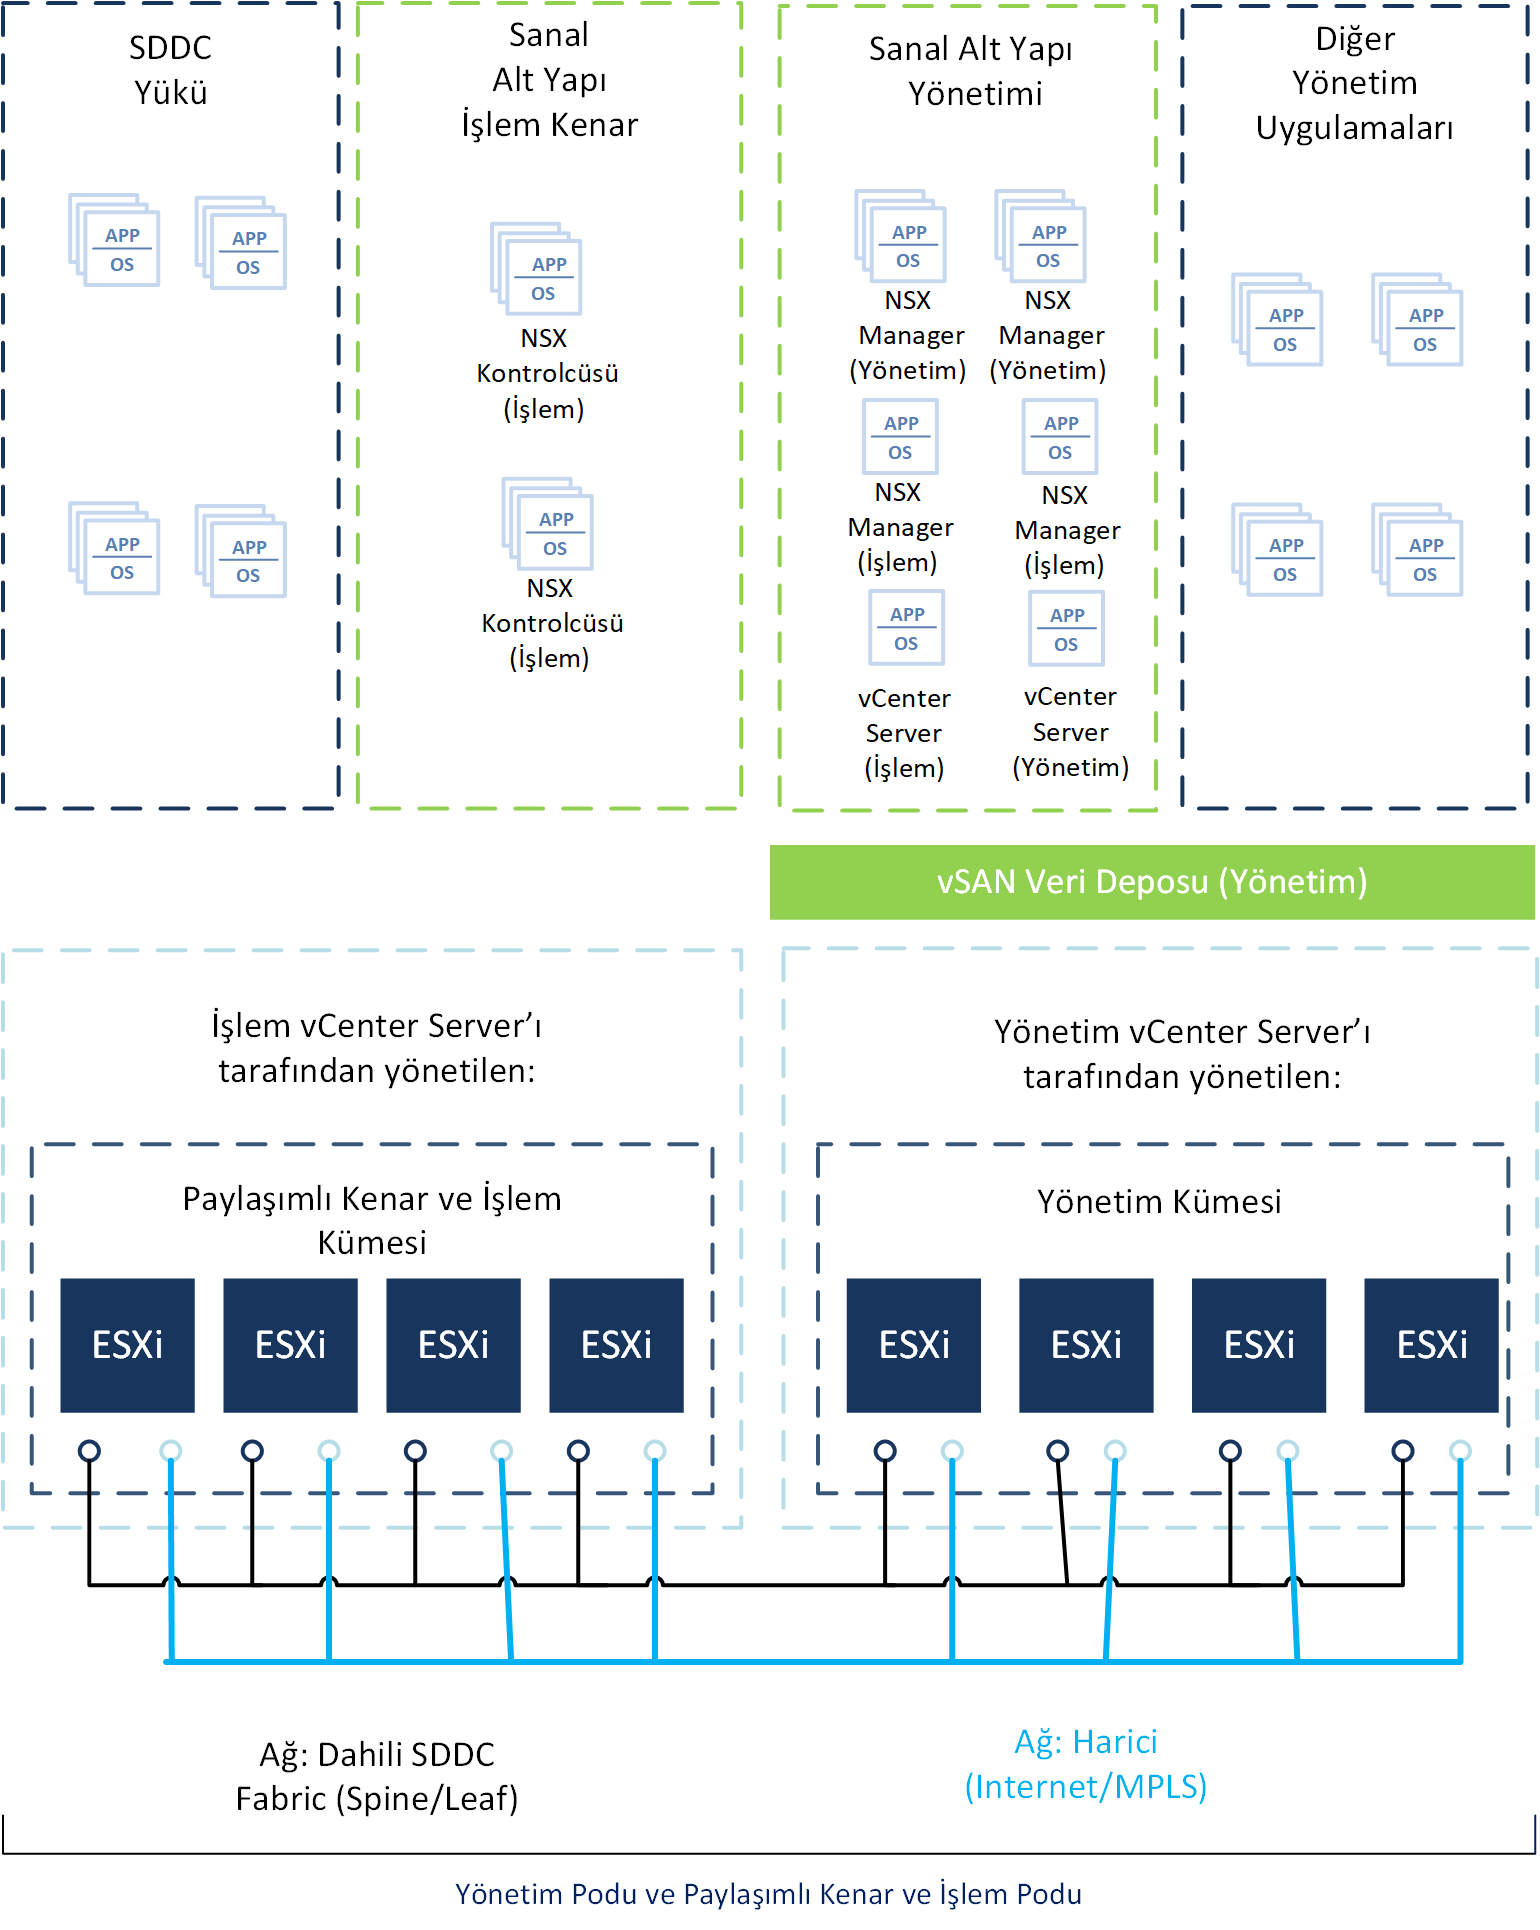 SDDC
Yükü
APP
OS
APP
OS
APP
OS
APP
OS
Sanal
Alt Yapı
İşlem Kenar
APP
OS
NSX
Kontrolcüsü
(İşlem)
APP
OS
NSX
Kontrolcüsü
(İşlem)
Sanal Alt Yapı
Yönetimi
APP
OS
NSX
Manager
(Yönetim)
APP
OS
NSX
Manager
(Yönetim)
APP
OS
NSX
Manager
(İşlem)
APP
OS
NSX
Manager
(İşlem)
APP
OS
vCenter
Server
(İşlem)
APP
OS
vCenter
Server
(Yönetim)
Diğer
Yönetim
Uygulamaları
APP
OS
APP
OS
APP
OS
APP
OS
vSAN Veri Deposu (Yönetim)
İşlem vCenter Server’ı
tarafından yönetilen:
Paylaşımlı Kenar ve İşlem
Kümesi
ESXi
ESXi
ESXi
ESXi
Yönetim vCenter Server’ı
tarafından yönetilen:
Yönetim Kümesi
ESXi
ESXi
ESXi
ESXi
Ağ: Dahili SDDC
Fabric (Spine/Leaf)
Ağ: Harici
(Internet/MPLS)
Yönetim Podu ve Paylaşımlı Kenar ve İşlem Podu